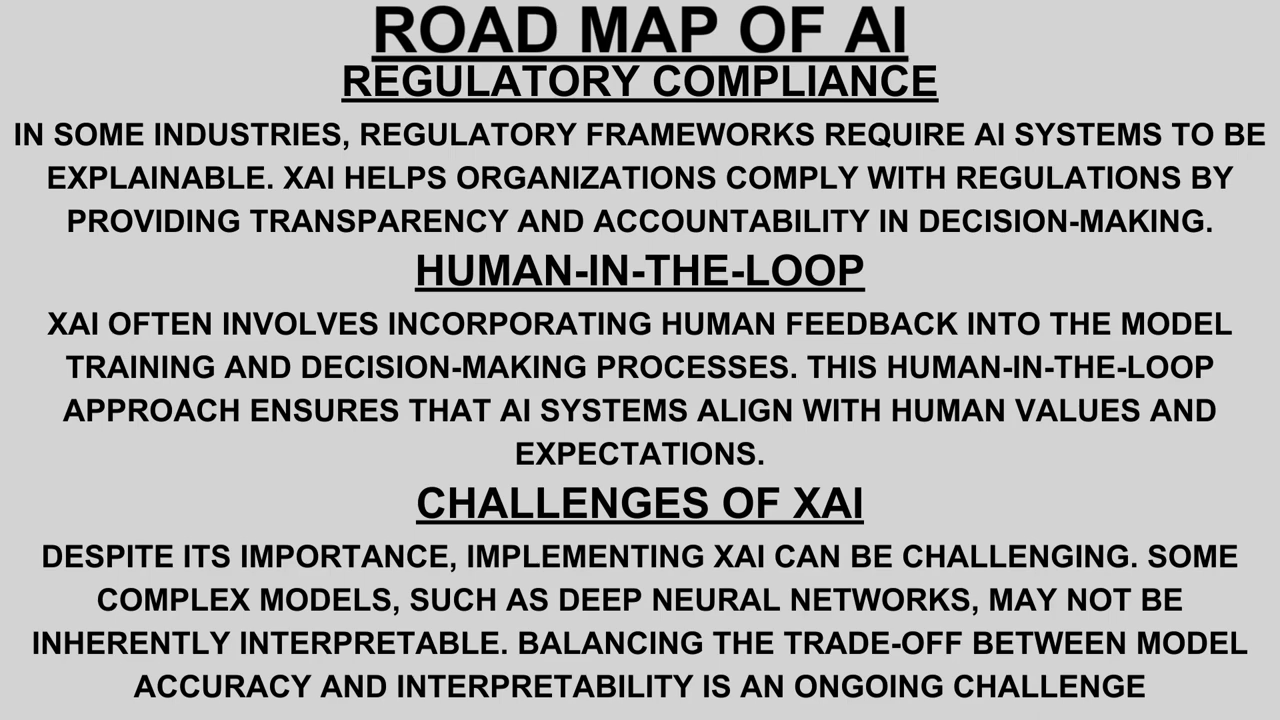 ROAD MAP OF AI
REGULATORY COMPLIANCE
IN SOME INDUSTRIES, REGULATORY FRAMEWORKS REQUIRE AI SYSTEMS TO BE
EXPLAINABLE. XAI HELPS ORGANIZATIONS COMPLY WITH REGULATIONS BY
PROVIDING TRANSPARENCY AND ACCOUNTABILITY IN DECISION-MAKING.
HUMAN-IN-THE-LOOP
XAI OFTEN INVOLVES INCORPORATING HUMAN FEEDBACK INTO THE MODEL
TRAINING AND DECISION-MAKING PROCESSES. THIS HUMAN-IN-THE-LOOP
APPROACH ENSURES THAT AI SYSTEMS ALIGN WITH HUMAN VALUES AND
EXPECTATIONS.
CHALLENGES OF XAI
DESPITE ITS IMPORTANCE, IMPLEMENTING XAI CAN BE CHALLENGING. SOME
COMPLEX MODELS, SUCH AS DEEP NEURAL NETWORKS, MAY NOT BE
INHERENTLY INTERPRETABLE. BALANCING THE TRADE-OFF BETWEEN MODEL
ACCURACY AND INTERPRETABILITY IS AN ONGOING CHALLENGE